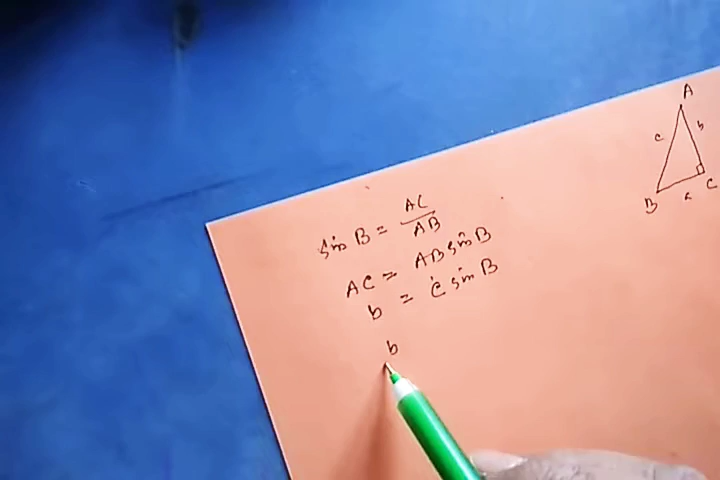 sin B = AC/AB
AC = AB sin B
b = c sin B
b
A
c
b
B
a
C